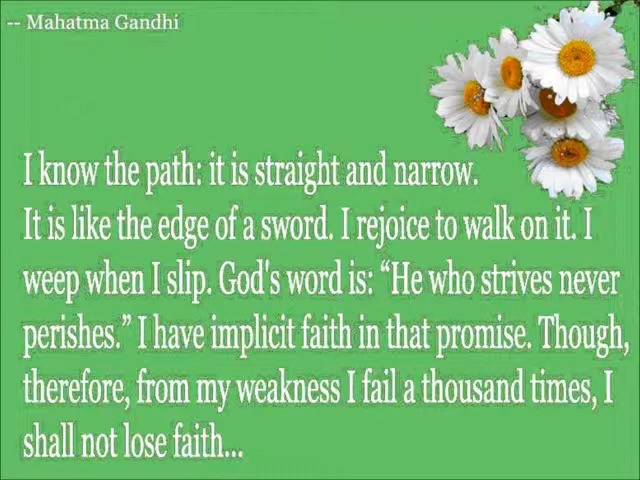 -- Mahatma Gandhi
I know the path: it is straight and narrow.
It is like the edge of a sword. I rejoice to walk on it. I
weep when I slip. God's word is: “He who strives never
perishes.” I have implicit faith in that promise. Though,
therefore, from my weakness I fail a thousand times, I
shall not lose faith...